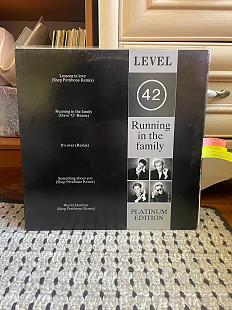 LEVEL
42
Running
in the
family
PLATINUM
EDITION
Lessons in love
(Shep Pettibone Remix)
Running in the family
(Dave 'O' Remix)
It's over (Remix)
Something about you
(Shep Pettibone Remix)
World Machine
(Shep Pettibone Remix)